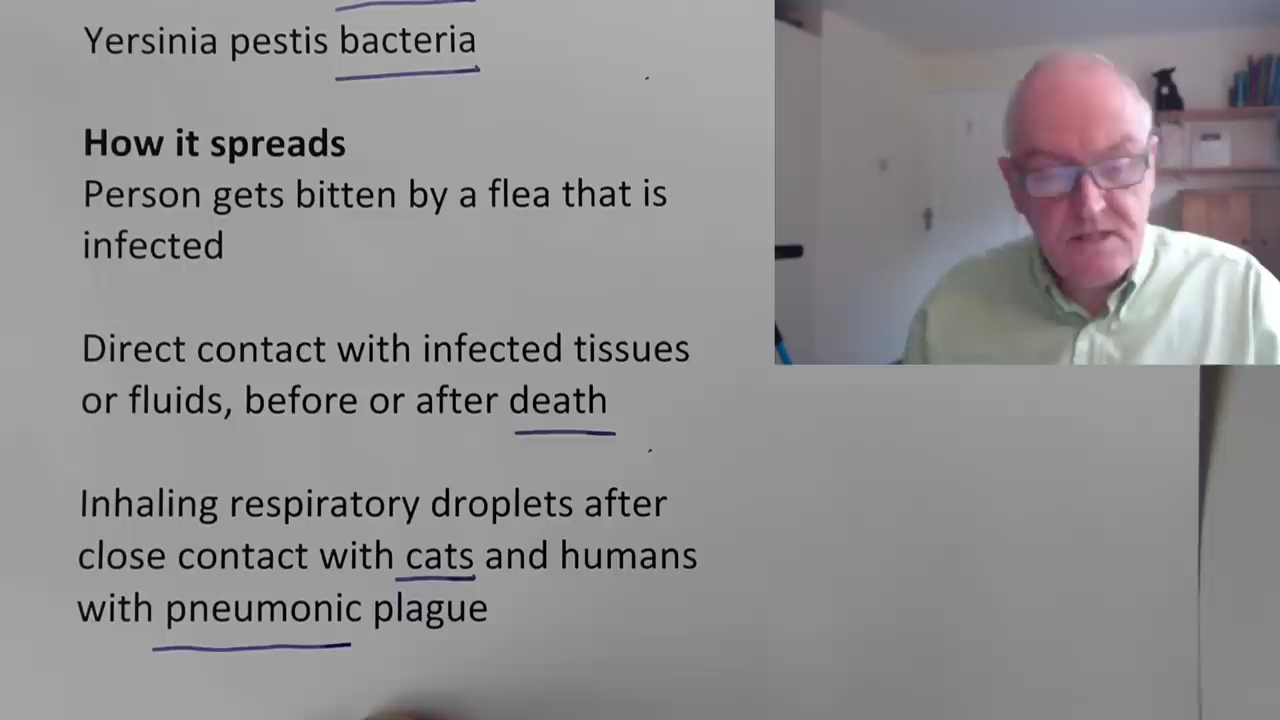 Yersinia pestis bacteria
How it spreads
Person gets bitten by a flea that is
infected
Direct contact with infected tissues
or fluids, before or after death
Inhaling respiratory droplets after
close contact with cats and humans
with pneumonic plague